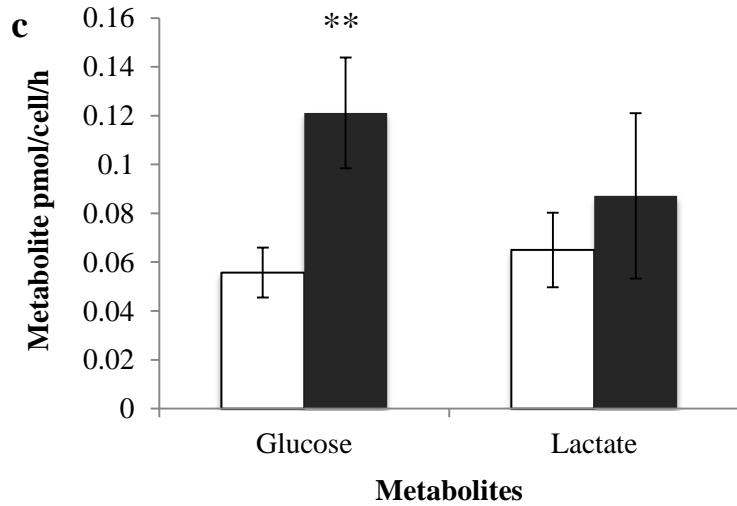 c
Metabolite pmol/cell/h
0.16
0.14
0.12
0.1
0.08
0.06
0.04
0.02
0
**
Glucose
Lactate
Metabolites